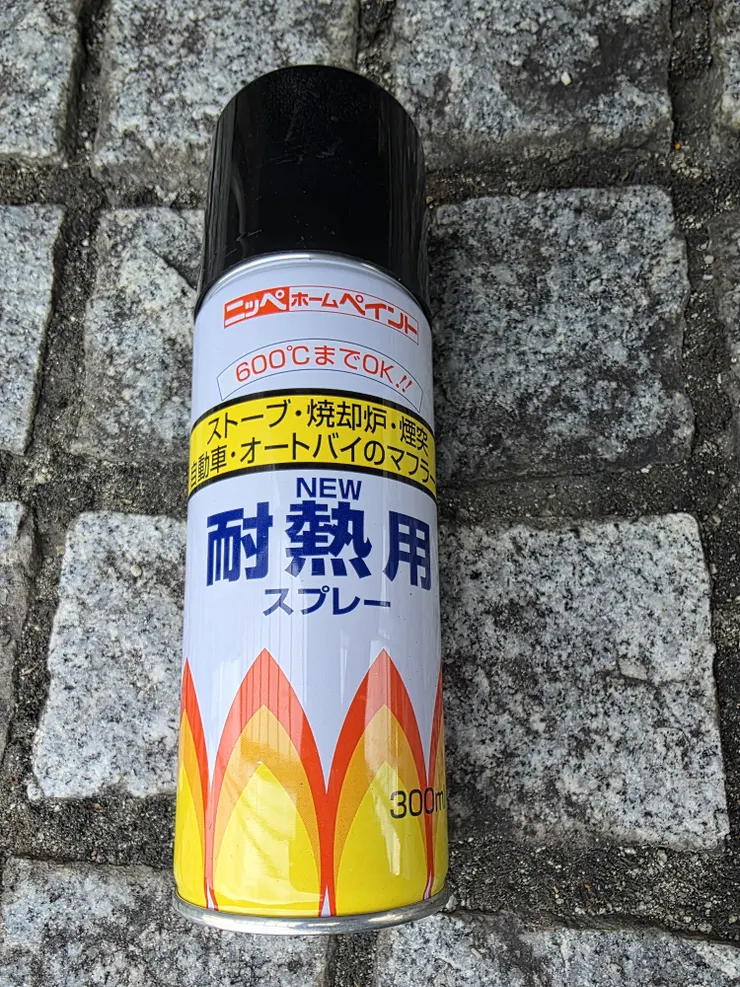 ニッペホームペイント
600℃までOK!!
ストーブ・焼却炉・煙突
自動車・オートバイのマフラー
NEW
耐熱用
スプレー
300m